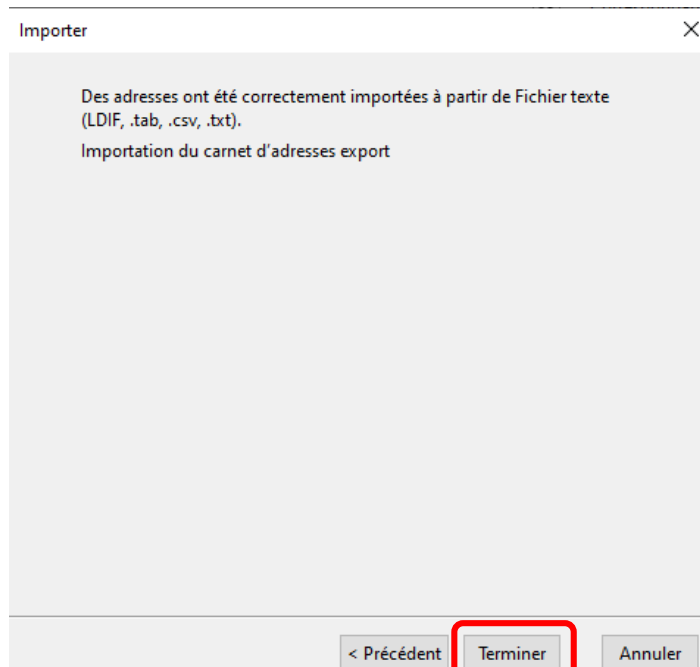 Importer
Des adresses ont été correctement importées à partir de Fichier texte
(LDIF, .tab, .csv, .txt).
Importation du carnet d’adresses export
< Précédent Terminer Annuler